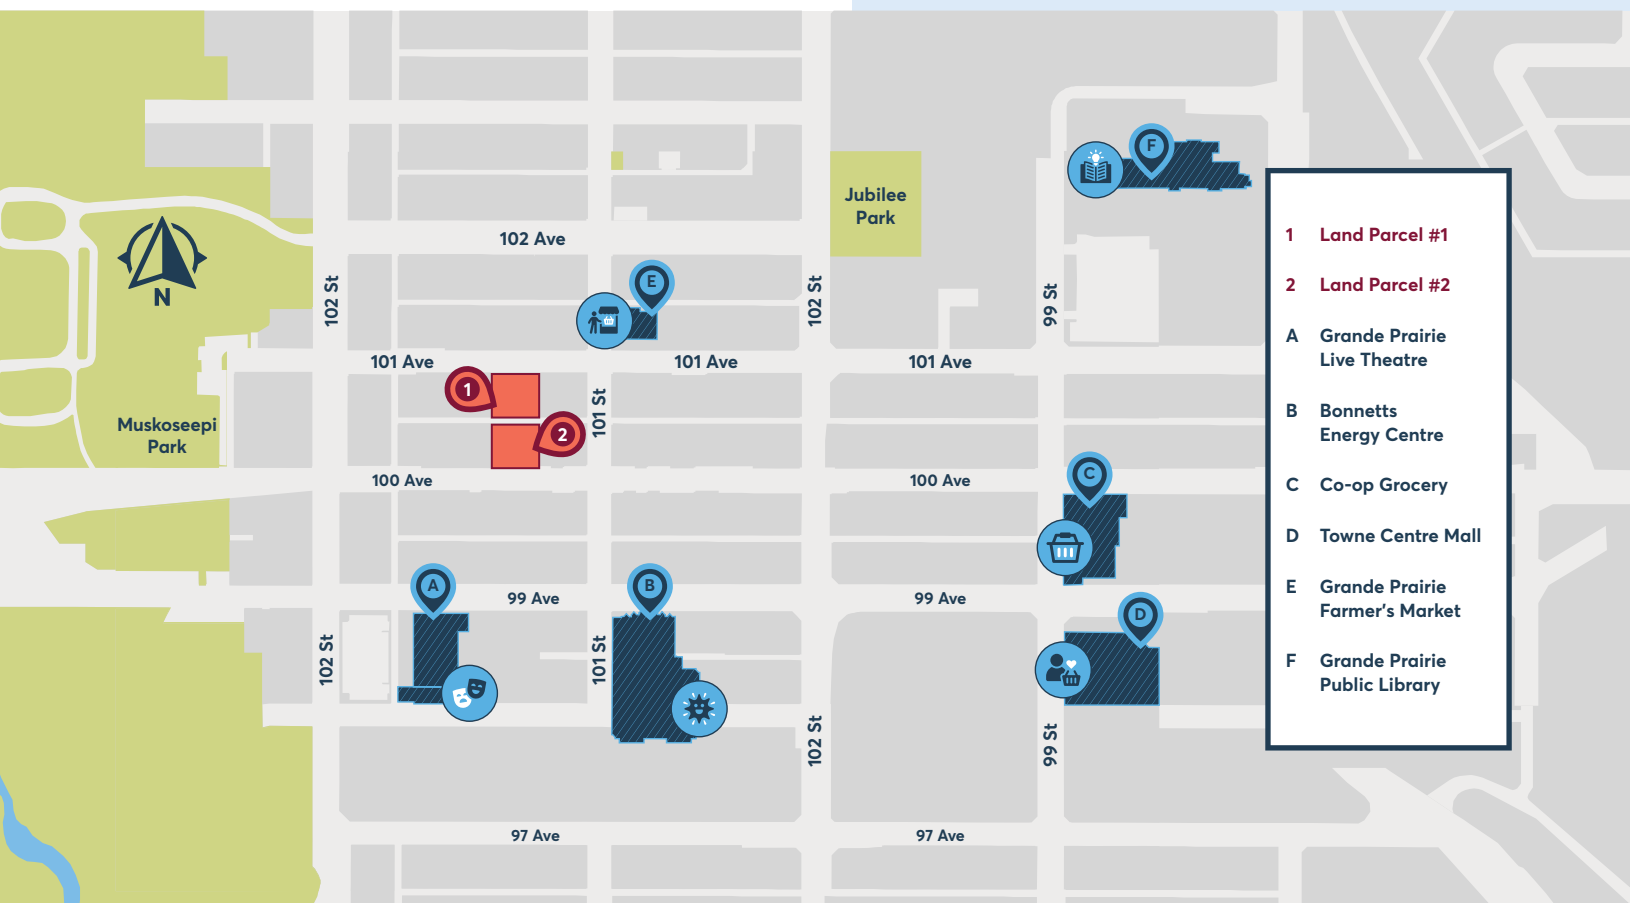 F
Jubilee
Park
102 Ave
N
102 St
E
102 St
99 St
101 Ave
101 Ave
101 Ave
1
101 St
2
Muskoseepi
Park
100 Ave
100 Ave
C
A
B
99 Ave
99 Ave
D
102 St
101 St
102 St
99 St
97 Ave
97 Ave
1 Land Parcel #1
2 Land Parcel #2
A Grande Prairie
Live Theatre
B Bonnetts
Energy Centre
C Co-op Grocery
D Towne Centre Mall
E Grande Prairie
Farmer's Market
F Grande Prairie
Public Library